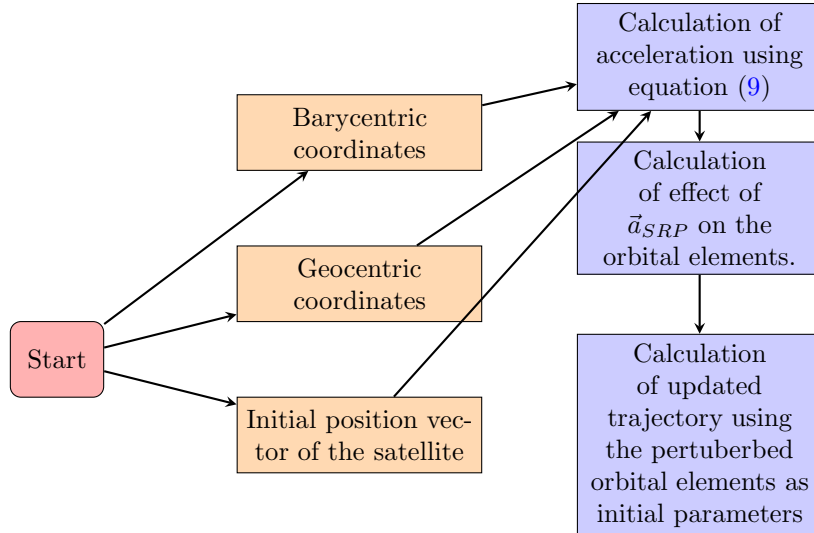 Start
Barycentric
coordinates
Geocentric
coordinates
Initial position vec-
tor of the satellite
Calculation of
acceleration using
equation (9)
Calculation
of effect of
$\vec{a}_{SRP}$ on the
orbital elements.
Calculation
of updated
trajectory using
the pertuberbed
orbital elements as
initial parameters